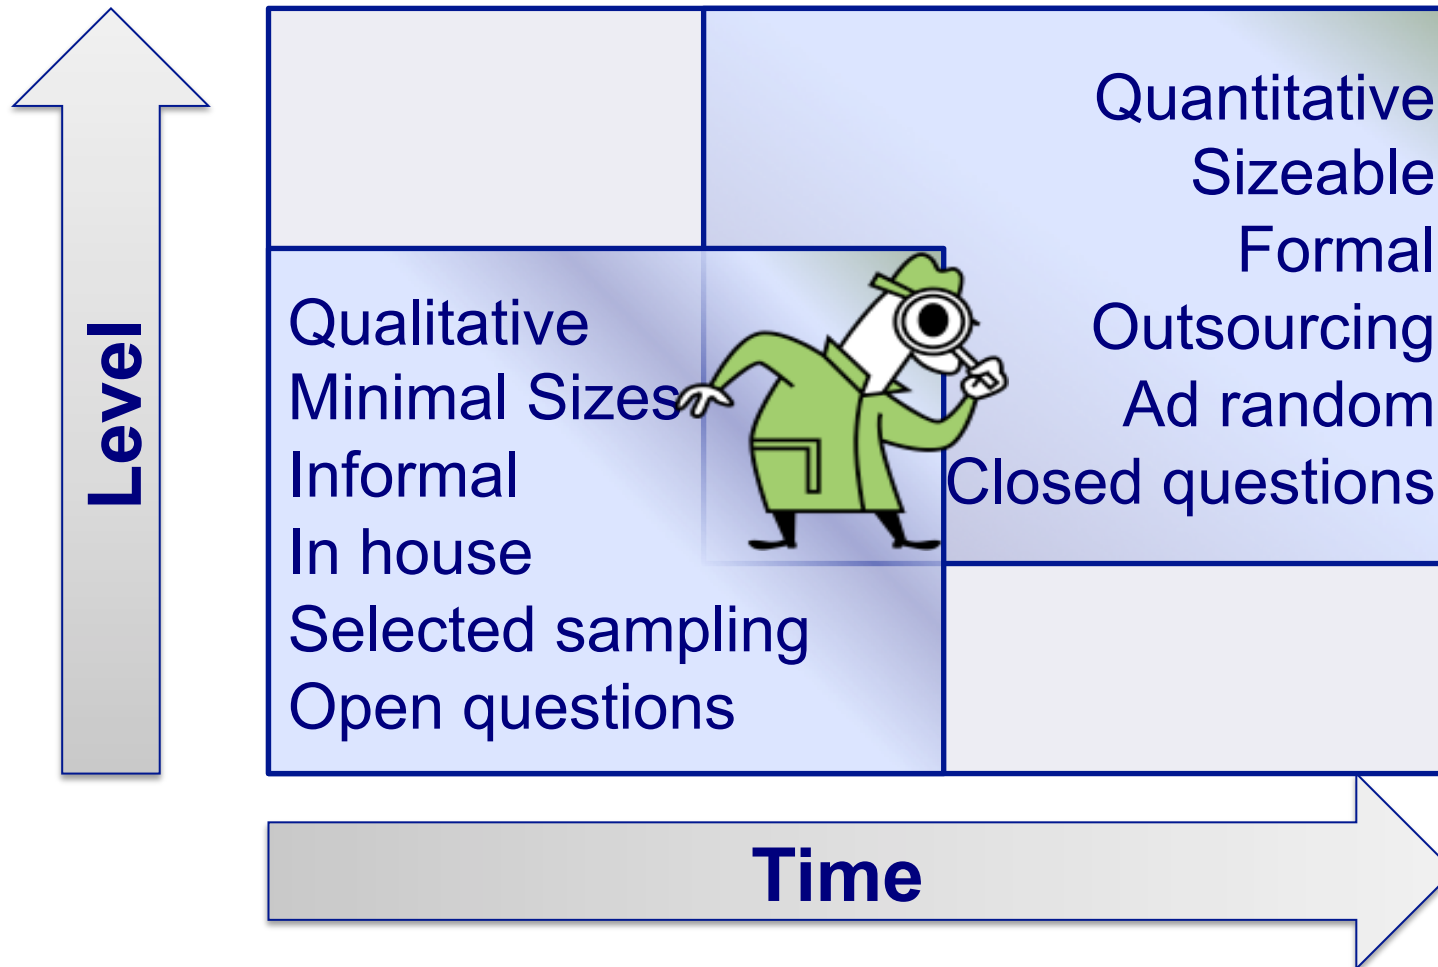 Level
Quantitative
Sizeable
Formal
Outsourcing
Ad random
Closed questions
Qualitative
Minimal Sizes
Informal
In house
Selected sampling
Open questions
Time